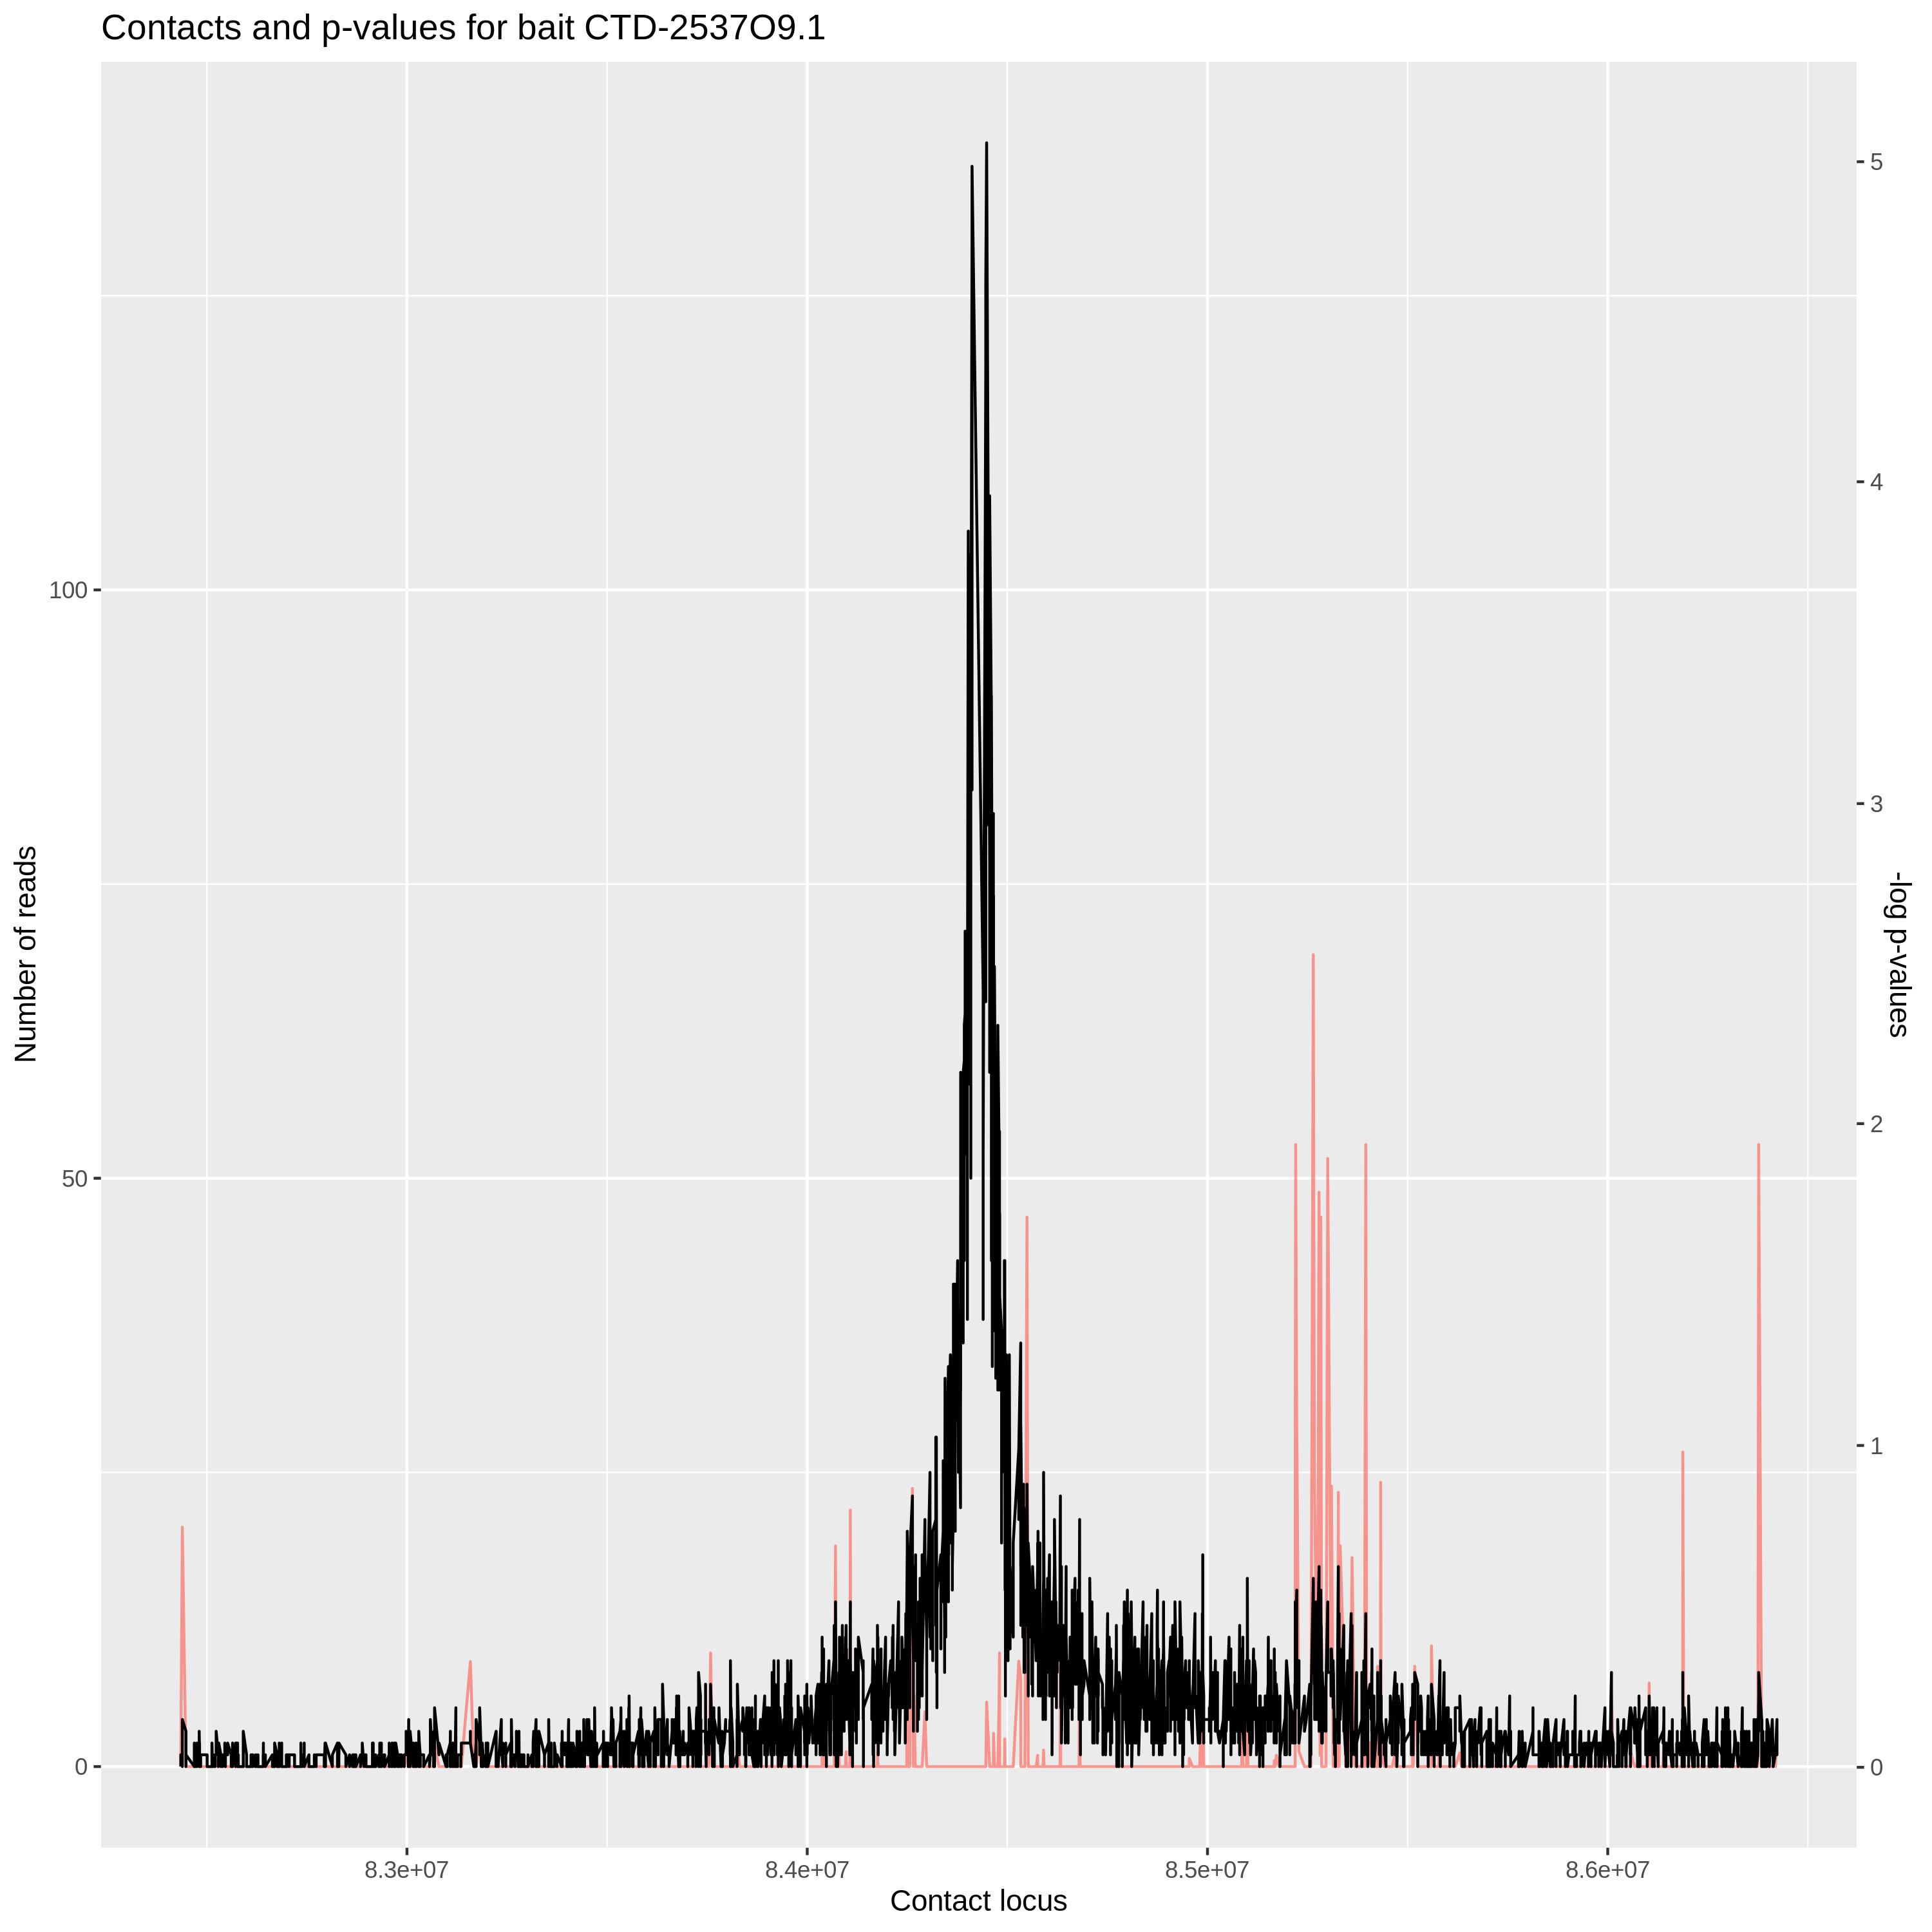 Contacts and p-values for bait CTD-2537O9.1
Number of reads
100
50
0
5
4
3
2
1
0
-log p-values
8.3e+07
8.4e+07
8.5e+07
8.6e+07
Contact locus